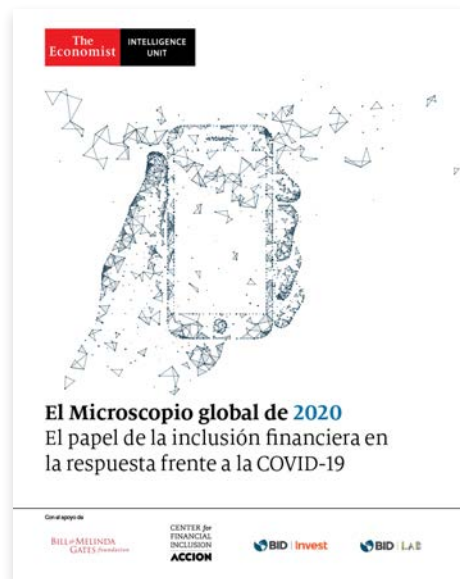 The
Economist
INTELLIGENCE
UNIT
El Microscopio global de 2020
El papel de la inclusión financiera en
la respuesta frente a la COVID-19
Con el apoyo de
BILL & MELINDA
GATES foundation
CENTER for
FINANCIAL
INCLUSION
ACCION
BID Invest
BID LAB